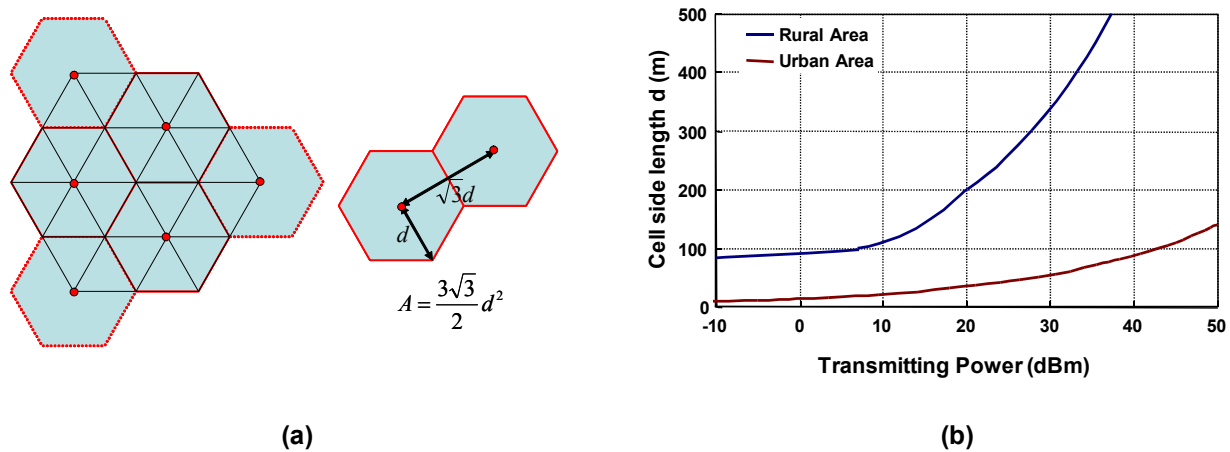 √3d
d
A = 3√3/2 d²
(a)
Rural Area
Urban Area
Cell side length d (m)
500
400
300
200
100
0
-10 0 10 20 30 40 50
Transmitting Power (dBm)
(b)